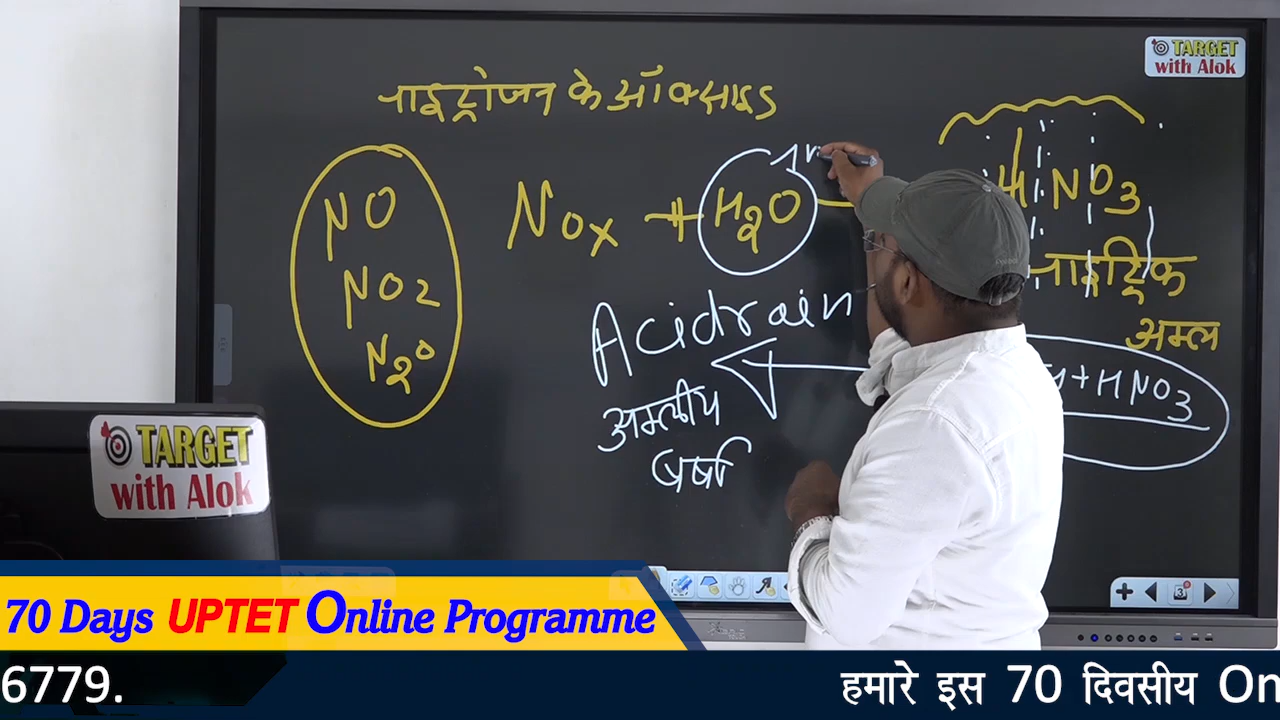 TARGET
with Alok
नाइट्रोजन के ऑक्साइड
NO
NO2
N2O
NOx + H2O
HNO3
नाइट्रिक
अम्ल
Acidrain
अम्लीय
वर्षा
+HNO3
TARGET
with Alok
70 Days UPTET Online Programme
6779.
हमारे इस 70 दिवसीय On